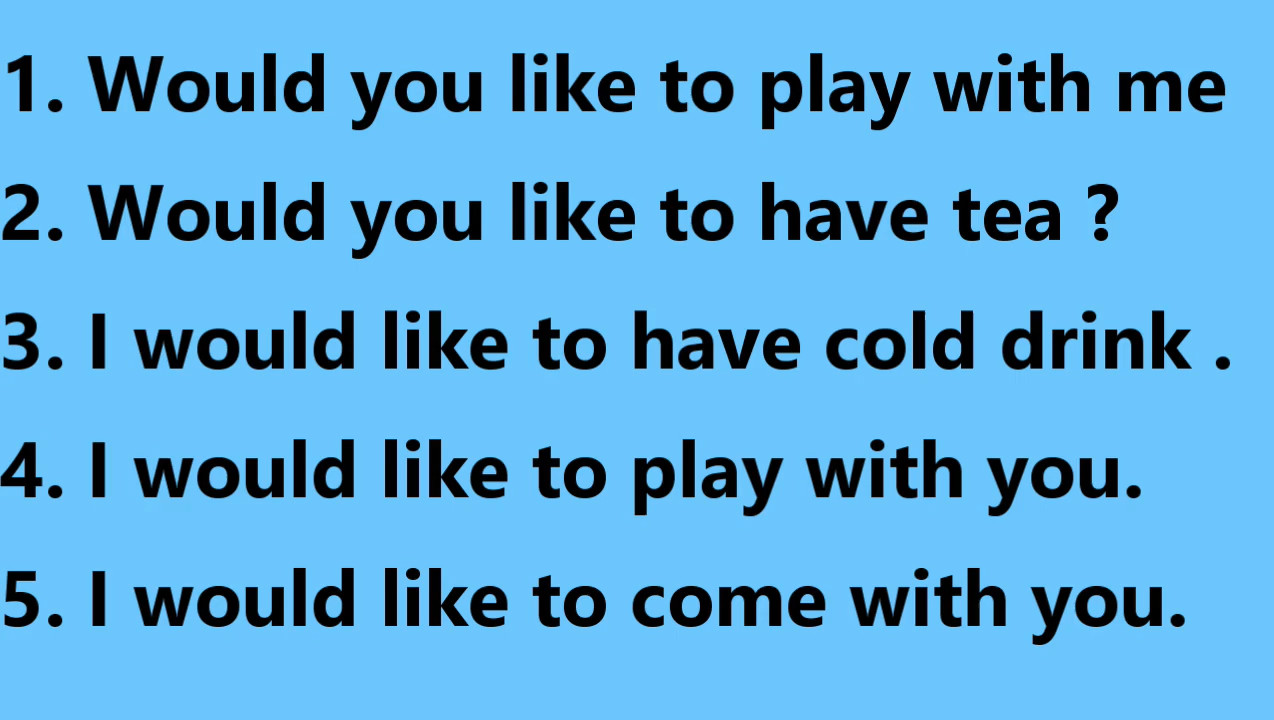 1. Would you like to play with me
2. Would you like to have tea ?
3. I would like to have cold drink .
4. I would like to play with you.
5. I would like to come with you.